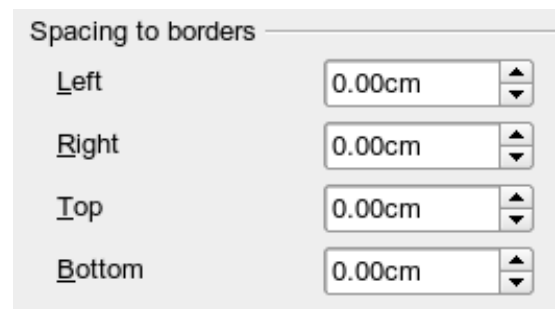 Spacing to borders
Left 0.00cm
Right 0.00cm
Top 0.00cm
Bottom 0.00cm